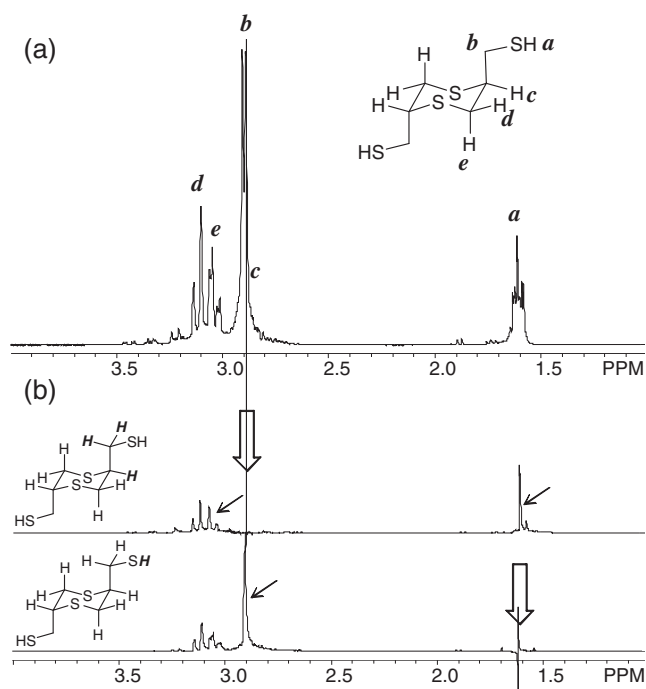 b
(a)
b SH a
H
H S H c
H S H d
d
HS H
e
e
a
c
3.5 3.0 2.5 2.0 1.5 PPM
(b)
H
H SH
H
H S H
S H
HS H
H
H SH
H
H S H
S H
HS H
3.5 3.0 2.5 2.0 1.5 PPM